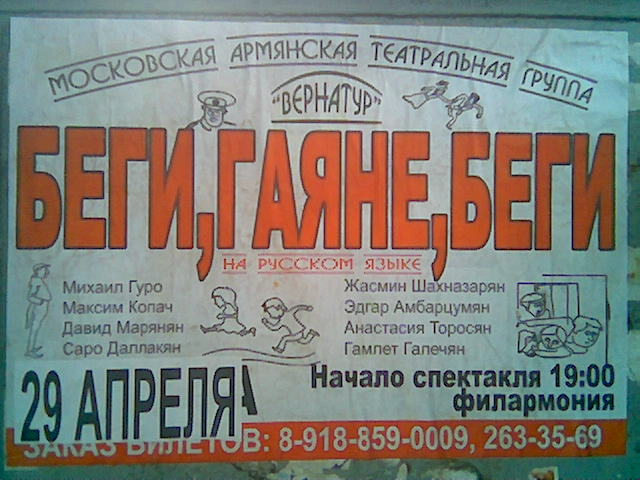 МОСКОВСКАЯ АРМЯНСКАЯ ТЕАТРАЛЬНАЯ ГРУППА
"ВЕРНАТУР"
БЕГИ, ГАЯНЕ, БЕГИ
НА РУССКОМ ЯЗЫКЕ
Михаил Гуро
Максим Копач
Давид Марянян
Саро Даллакян
Жасмин Шахназарян
Эдгар Амбарцумян
Анастасия Торосян
Гамлет Галечян
29 АПРЕЛЯ
Начало спектакля 19:00
филармония
ЗАКАЗ БИЛЕТОВ: 8-918-859-0009, 263-35-69